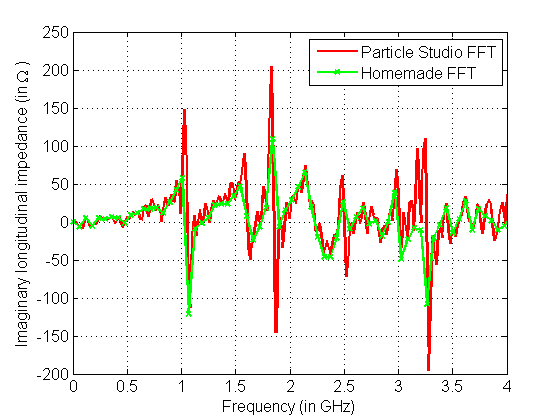 Particle Studio FFT
Homemade FFT
Imaginary longitudinal impedance (in Ω )
250
200
150
100
50
0
-50
-100
-150
-200
0 0.5 1 1.5 2 2.5 3 3.5 4
Frequency (in GHz)